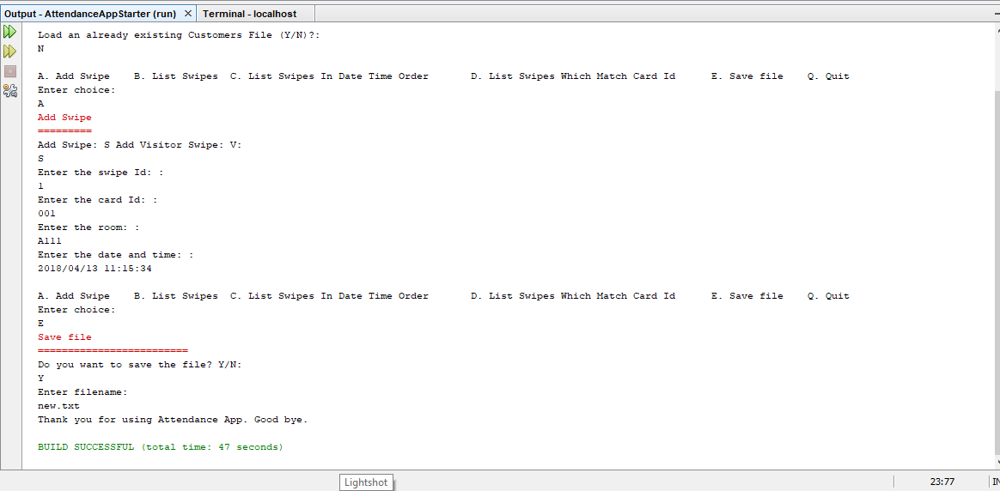 Output - AttendanceAppStarter (run) Terminal - localhost
Load an already existing Customers File (Y/N)?:
N
A. Add Swipe B. List Swipes C. List Swipes In Date Time Order D. List Swipes Which Match Card Id E. Save file Q. Quit
Enter choice:
A
Add Swipe
=========
Add Swipe: S Add Visitor Swipe: V:
S
Enter the swipe Id: :
1
Enter the card Id: :
001
Enter the room: :
A111
Enter the date and time: :
2018/04/13 11:15:34
A. Add Swipe B. List Swipes C. List Swipes In Date Time Order D. List Swipes Which Match Card Id E. Save file Q. Quit
Enter choice:
E
Save file
=========================
Do you want to save the file? Y/N:
Y
Enter filename:
new.txt
Thank you for using Attendance App. Good bye.
BUILD SUCCESSFUL (total time: 47 seconds)
Lightshot
23:77